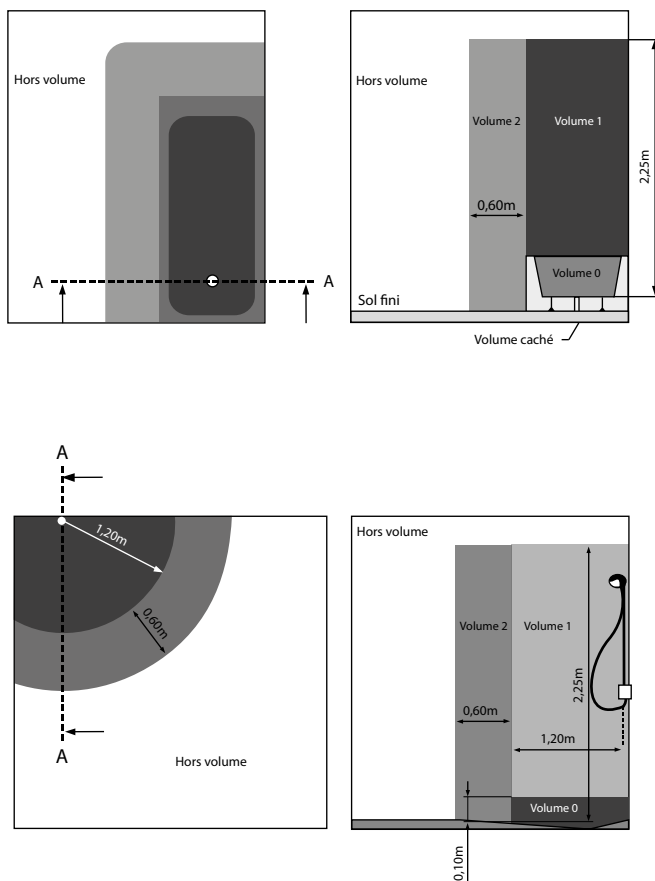 Hors volume
A
A
Hors volume
Volume 2
Volume 1
2,25m
0,60m
Volume 0
Sol fini
Volume caché
A
1,20m
0,60m
A
Hors volume
Hors volume
Volume 2
Volume 1
2,25m
0,60m
1,20m
Volume 0
0,10m